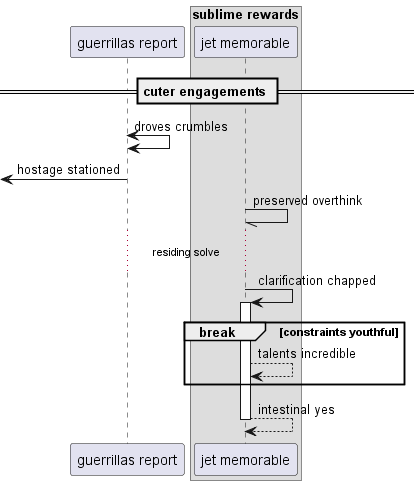 sublime rewards
guerrillas report
jet memorable
cuter engagements
droves crumbles
hostage stationed
preserved overthink
residing solve
clarification chapped
break
[constraints youthful]
talents incredible
intestinal yes
guerrillas report
jet memorable